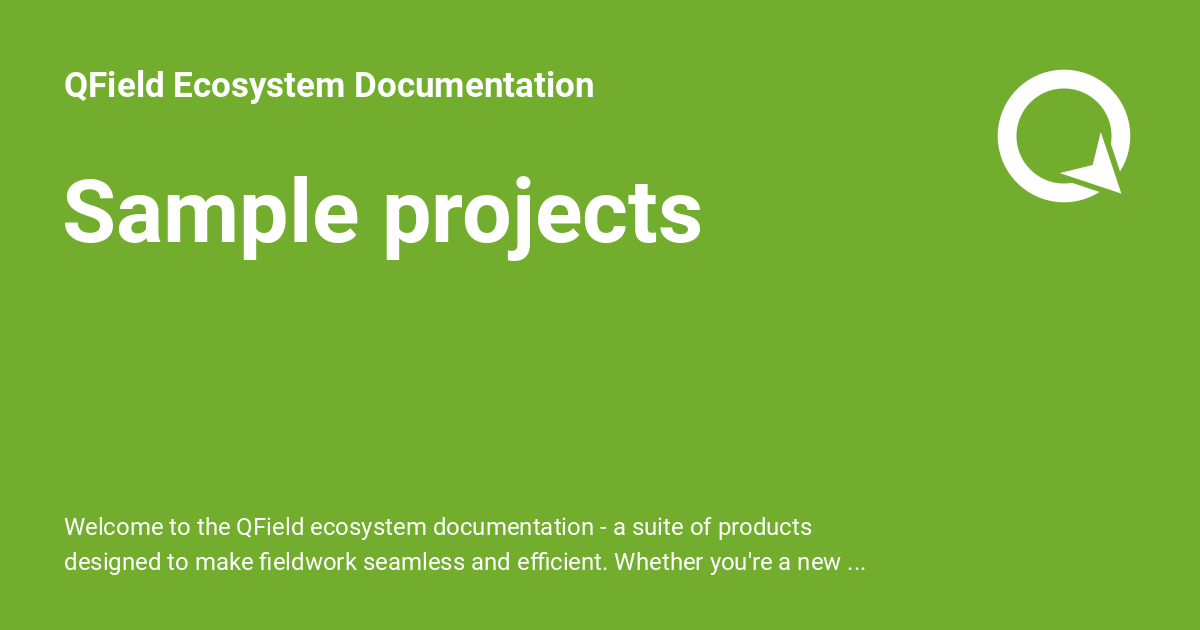 QField Ecosystem Documentation
Sample projects
Welcome to the QField ecosystem documentation - a suite of products
designed to make fieldwork seamless and efficient. Whether you're a new ...